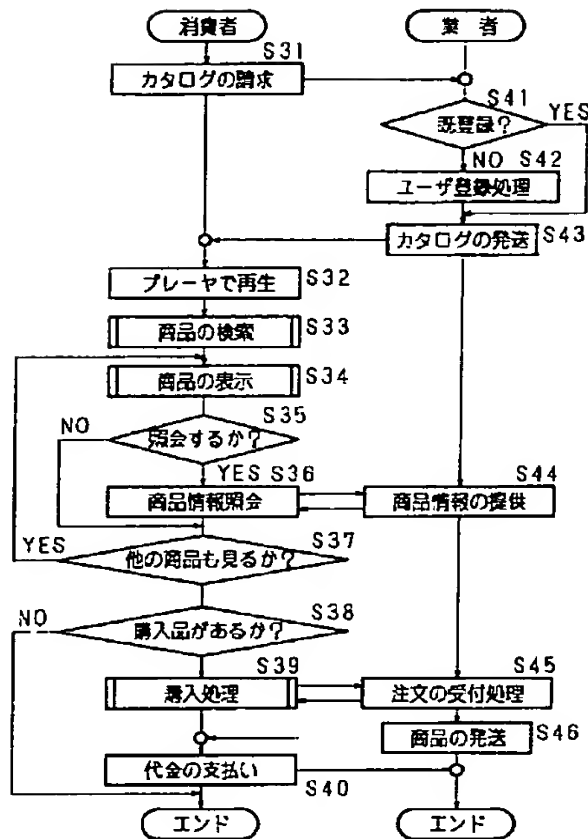 消費者
業者
S31
カタログの請求
S41
既登録?
YES
NO
S42
ユーザ登録処理
カタログの発送
S43
プレーヤで再生
S32
商品の検索
S33
商品の表示
S34
S35
NO
照会するか?
YES
S36
商品情報照会
S44
商品情報の提供
S37
YES
他の商品も見るか?
S38
NO
購入品があるか?
S39
購入処理
S45
注文の受付処理
商品の発送
S46
代金の支払い
S40
エンド
エンド